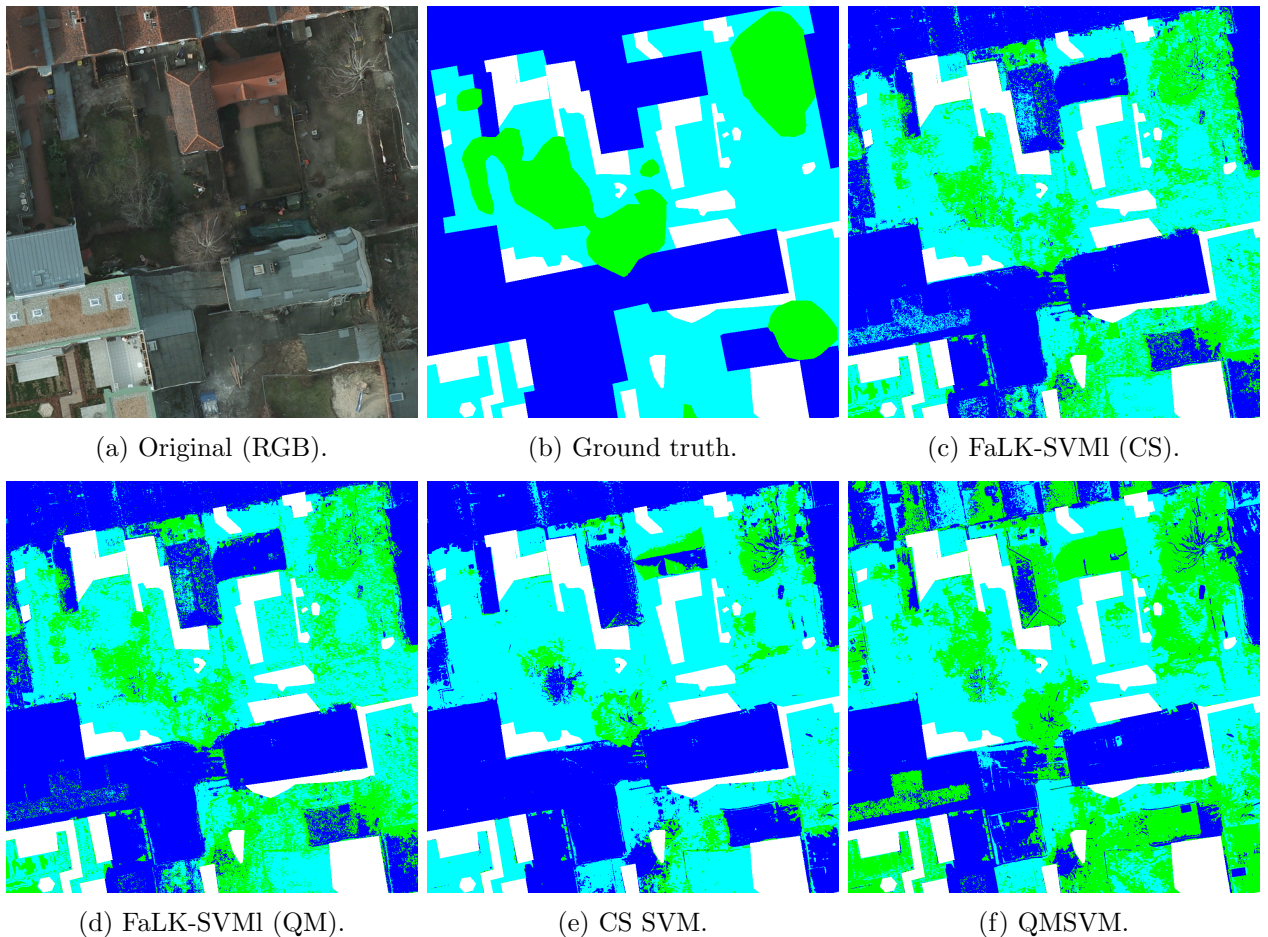 (a) Original (RGB).
(b) Ground truth.
(c) FaLK-SVMl (CS).
(d) FaLK-SVMl (QM).
(e) CS SVM.
(f) QMSVM.